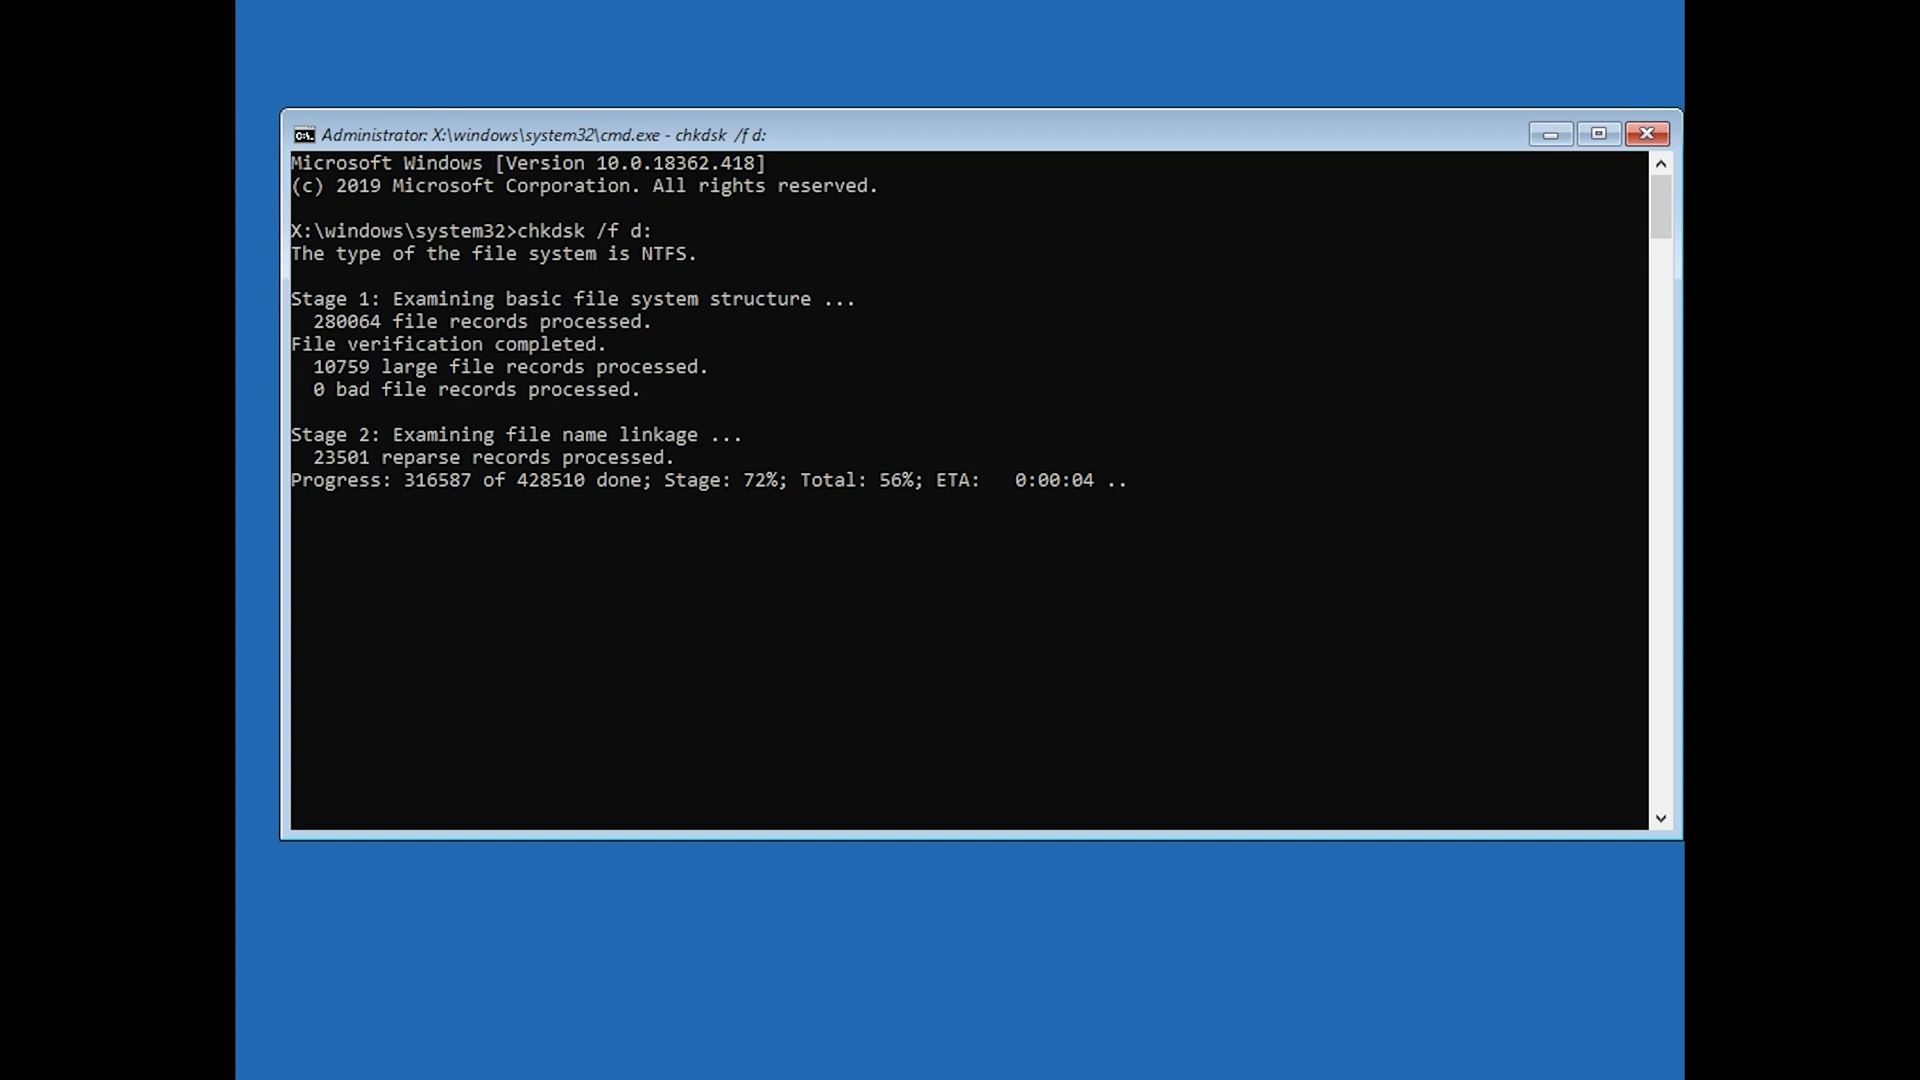 Administrator: X:\windows\system32\cmd.exe - chkdsk /f d:
Microsoft Windows [Version 10.0.18362.418]
(c) 2019 Microsoft Corporation. All rights reserved.
X:\windows\system32>chkdsk /f d:
The type of the file system is NTFS.
Stage 1: Examining basic file system structure ...
280064 file records processed.
File verification completed.
10759 large file records processed.
0 bad file records processed.
Stage 2: Examining file name linkage ...
23501 reparse records processed.
Progress: 316587 of 428510 done; Stage: 72%; Total: 56%; ETA:   0:00:04 ..